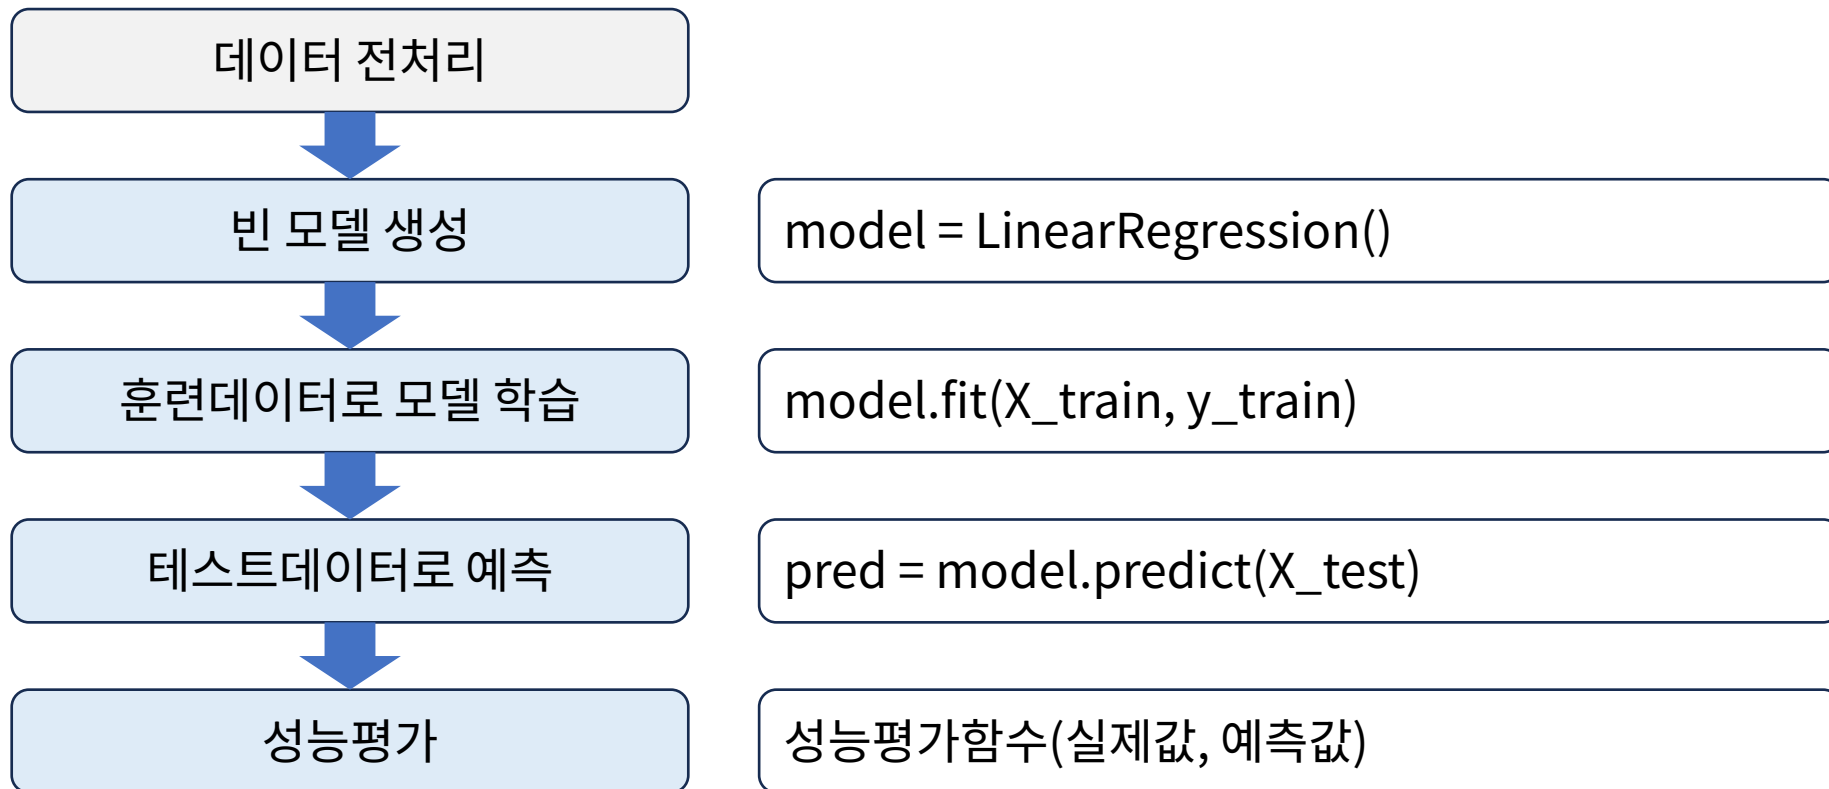 데이터 전처리
빈 모델 생성
model = LinearRegression()
훈련데이터로 모델 학습
model.fit(X_train, y_train)
테스트데이터로 예측
pred = model.predict(X_test)
성능평가
성능평가함수(실제값, 예측값)